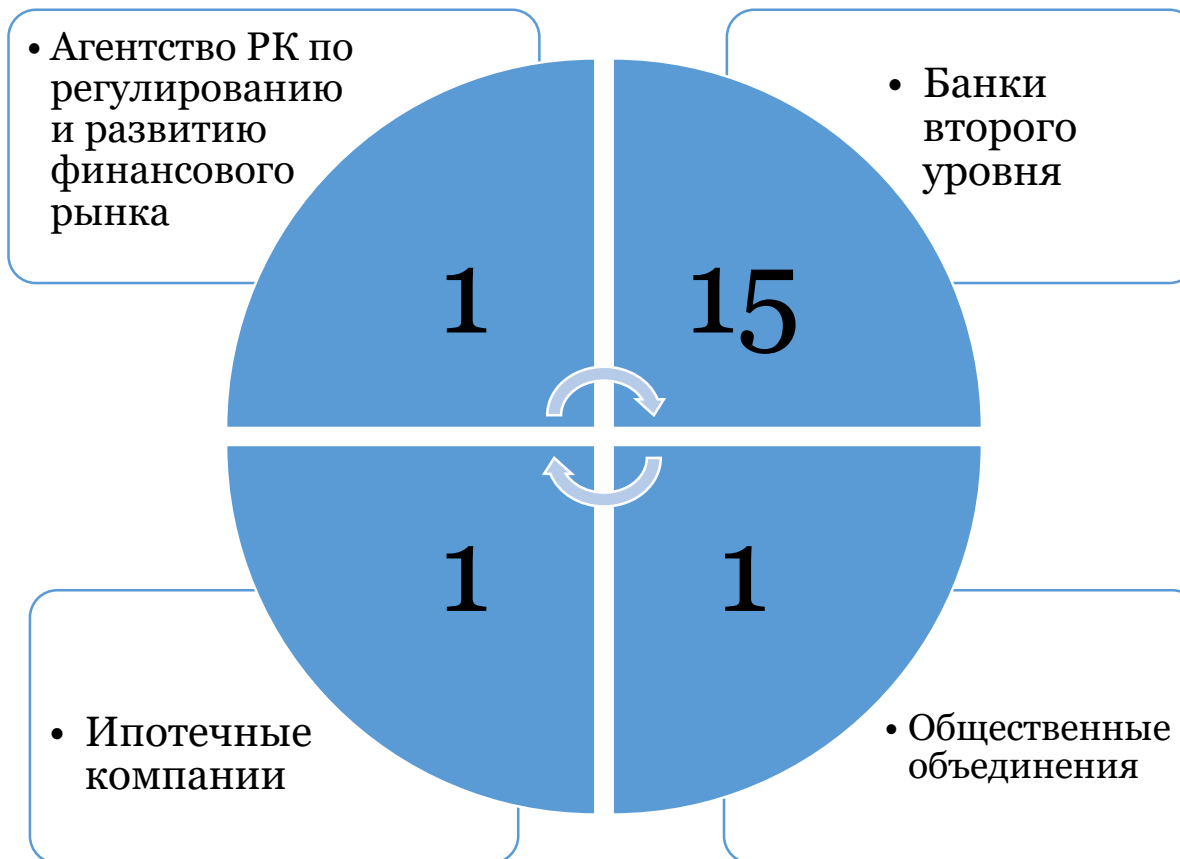 • Агентство РК по
регулированию
и развитию
финансового
рынка
• Банки
второго
уровня
1
15
1
1
• Ипотечные
компании
• Общественные
объединения